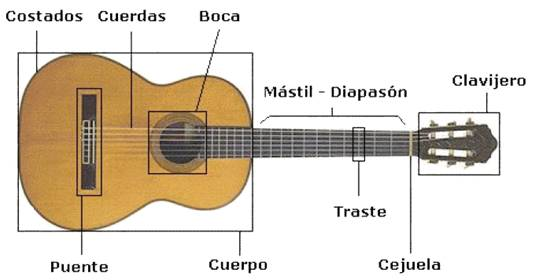 Costados
Cuerdas
Boca
Mástil - Diapasón
Clavijero
Traste
Puente
Cuerpo
Cejuela